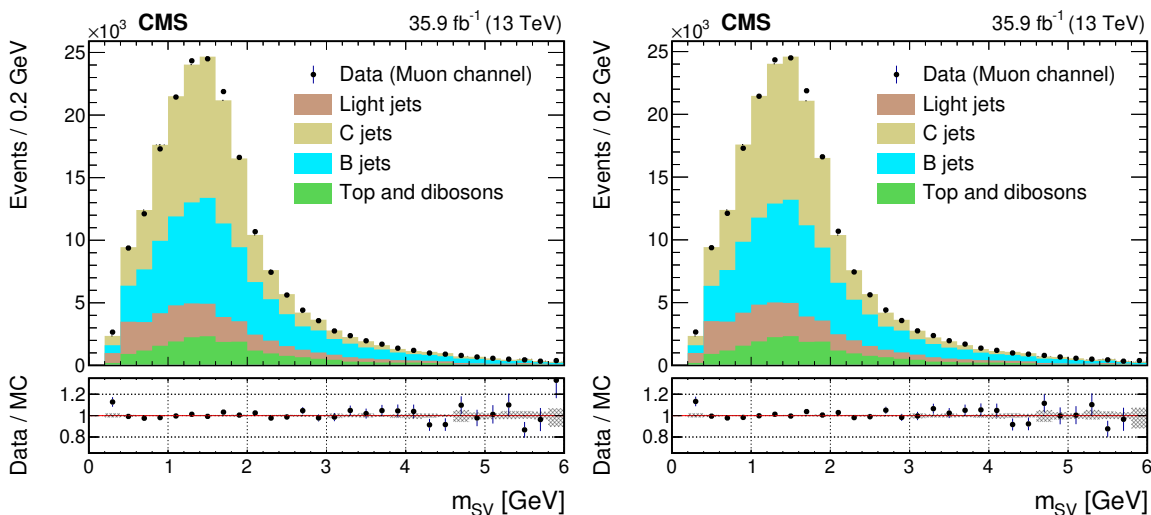 ×10³ CMS 35.9 fb⁻¹ (13 TeV)
Events / 0.2 GeV
25
20
15
10
5
0
Data (Muon channel)
Light jets
C jets
B jets
Top and dibosons
Data / MC
1.2
1
0.8
0 1 2 3 4 5 6
m_SV [GeV]
×10³ CMS 35.9 fb⁻¹ (13 TeV)
Events / 0.2 GeV
25
20
15
10
5
0
Data (Muon channel)
Light jets
C jets
B jets
Top and dibosons
Data / MC
1.2
1
0.8
0 1 2 3 4 5 6
m_SV [GeV]